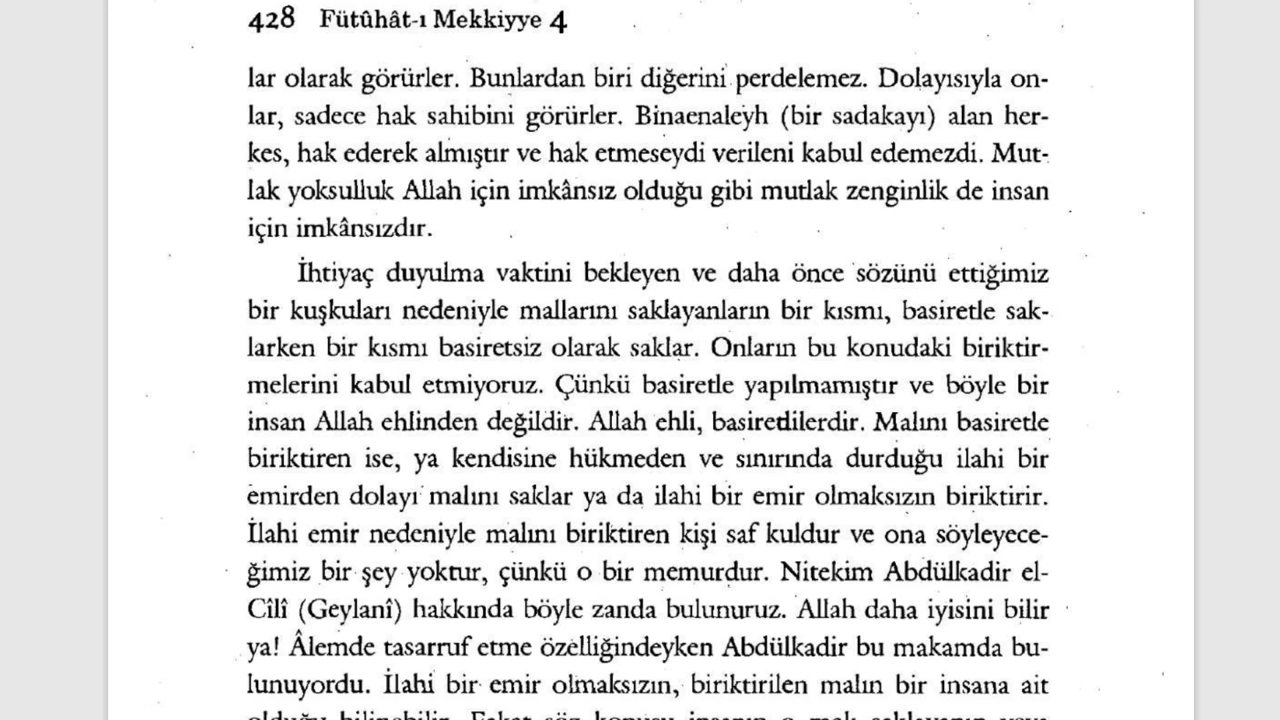 428 Fütûhât-ı Mekkiyye 4
lar olarak görürler. Bunlardan biri diğerini perdelemez. Dolayısıyla on-
lar, sadece hak sahibini görürler. Binaenaleyh (bir sadakayı) alan her-
kes, hak ederek almıştır ve hak etmeseydi verileni kabul edemezdi. Mut-
lak yoksulluk Allah için imkânsız olduğu gibi mutlak zenginlik de insan
için imkânsızdır.
İhtiyaç duyulma vaktini bekleyen ve daha önce sözünü ettiğimiz
bir kuşkuları nedeniyle mallarını saklayanların bir kısmı, basiretle sak-
larken bir kısmı basiretsiz olarak saklar. Onların bu konudaki biriktir-
melerini kabul etmiyoruz. Çünkü basiretle yapılmamıştır ve böyle bir
insan Allah ehlinden değildir. Allah ehli, basiretlilerdir. Malını basiretle
biriktiren ise, ya kendisine hükmeden ve sınırında durduğu ilahi bir
emirden dolayı malını saklar ya da ilahi bir emir olmaksızın biriktirir.
İlahi emir nedeniyle malını biriktiren kişi saf kuldur ve ona söyleyece-
ğimiz bir şey yoktur, çünkü o bir memurdur. Nitekim Abdülkadir el-
Cîlî (Geylanî) hakkında böyle zanda bulunuruz. Allah daha iyisini bilir
ya! Âlemde tasarruf etme özelliğindeyken Abdülkadir bu makamda bu-
lunuyordu. İlahi bir emir olmaksızın, biriktirilen malın bir insana ait